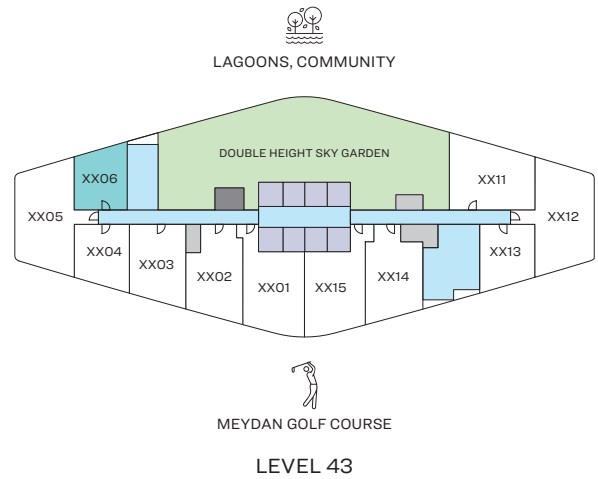 LAGOONS, COMMUNITY
DOUBLE HEIGHT SKY GARDEN
XX06
XX11
XX05
XX12
XX04
XX03
XX02
XX01
XX15
XX14
XX13
MEYDAN GOLF COURSE
LEVEL 43